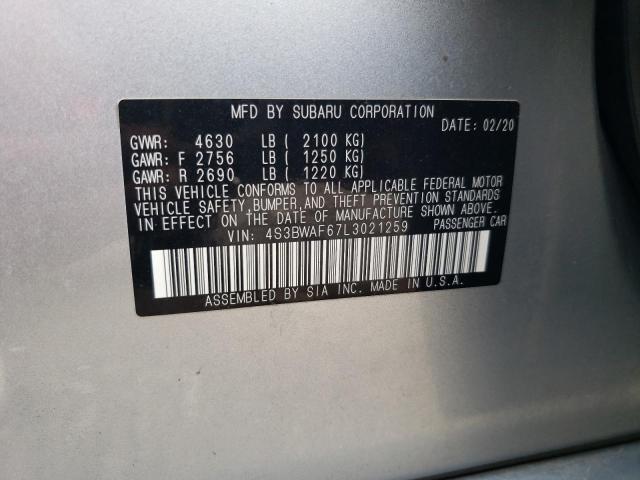 MFD BY SUBARU CORPORATION
DATE: 02/20
GVWR: 4630 LB ( 2100 KG)
GAWR: F 2756 LB ( 1250 KG)
GAWR: R 2690 LB ( 1220 KG)
THIS VEHICLE CONFORMS TO ALL APPLICABLE FEDERAL MOTOR
VEHICLE SAFETY,BUMPER,AND THEFT PREVENTION STANDARDS
IN EFFECT ON THE DATE OF MANUFACTURE SHOWN ABOVE.
VIN: 4S3BWAF67L3021259 PASSENGER CAR
ASSEMBLED BY SIA INC. MADE IN U.S.A.